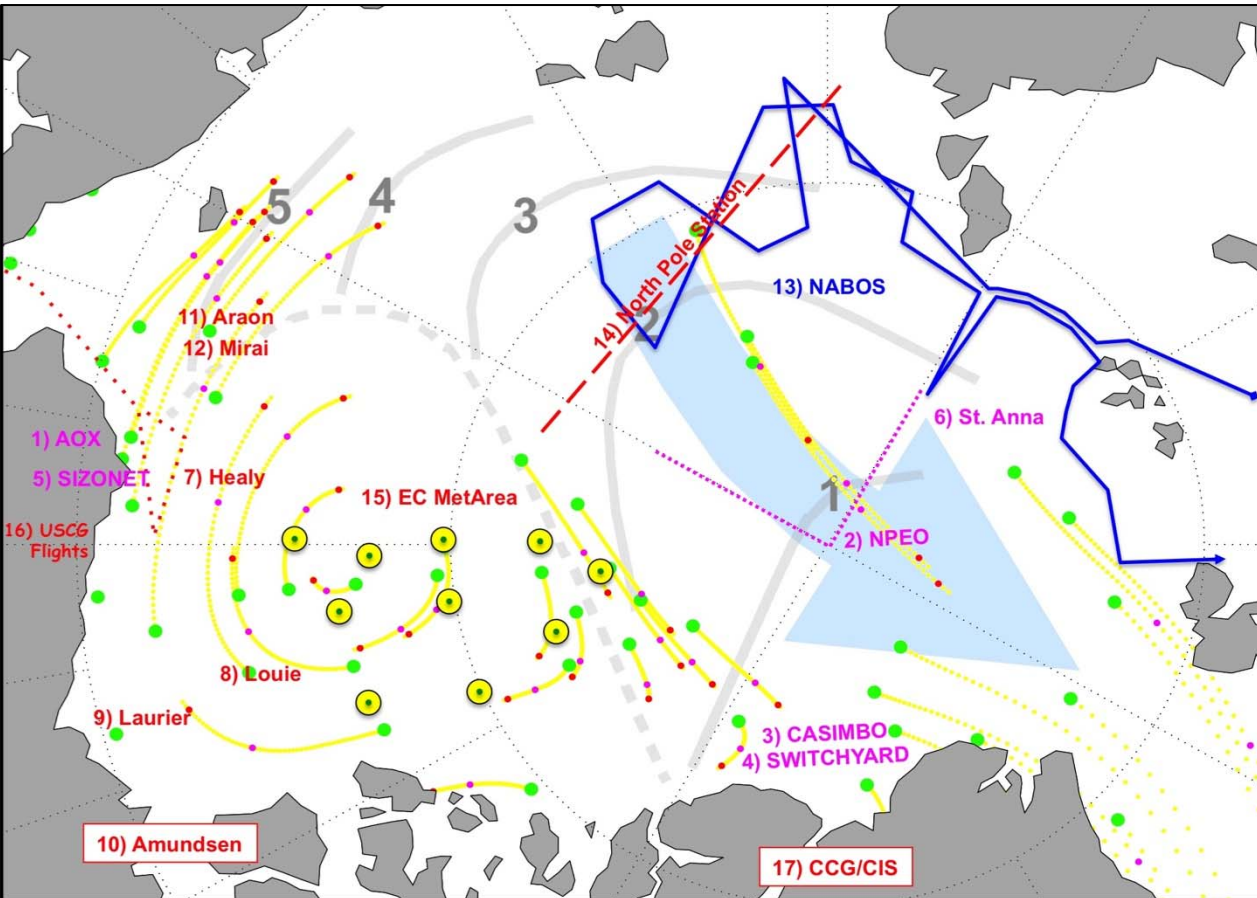 5
4
3
14) North Pole Station
2
13) NABOS
11) Araon
12) Mirai
6) St. Anna
1) AOX
5) SIZONET
7) Healy
15) EC MetArea
1
16) USCG
Flights
2) NPEO
8) Louie
9) Laurier
3) CASIMBO
4) SWITCHYARD
10) Amundsen
17) CCG/CIS